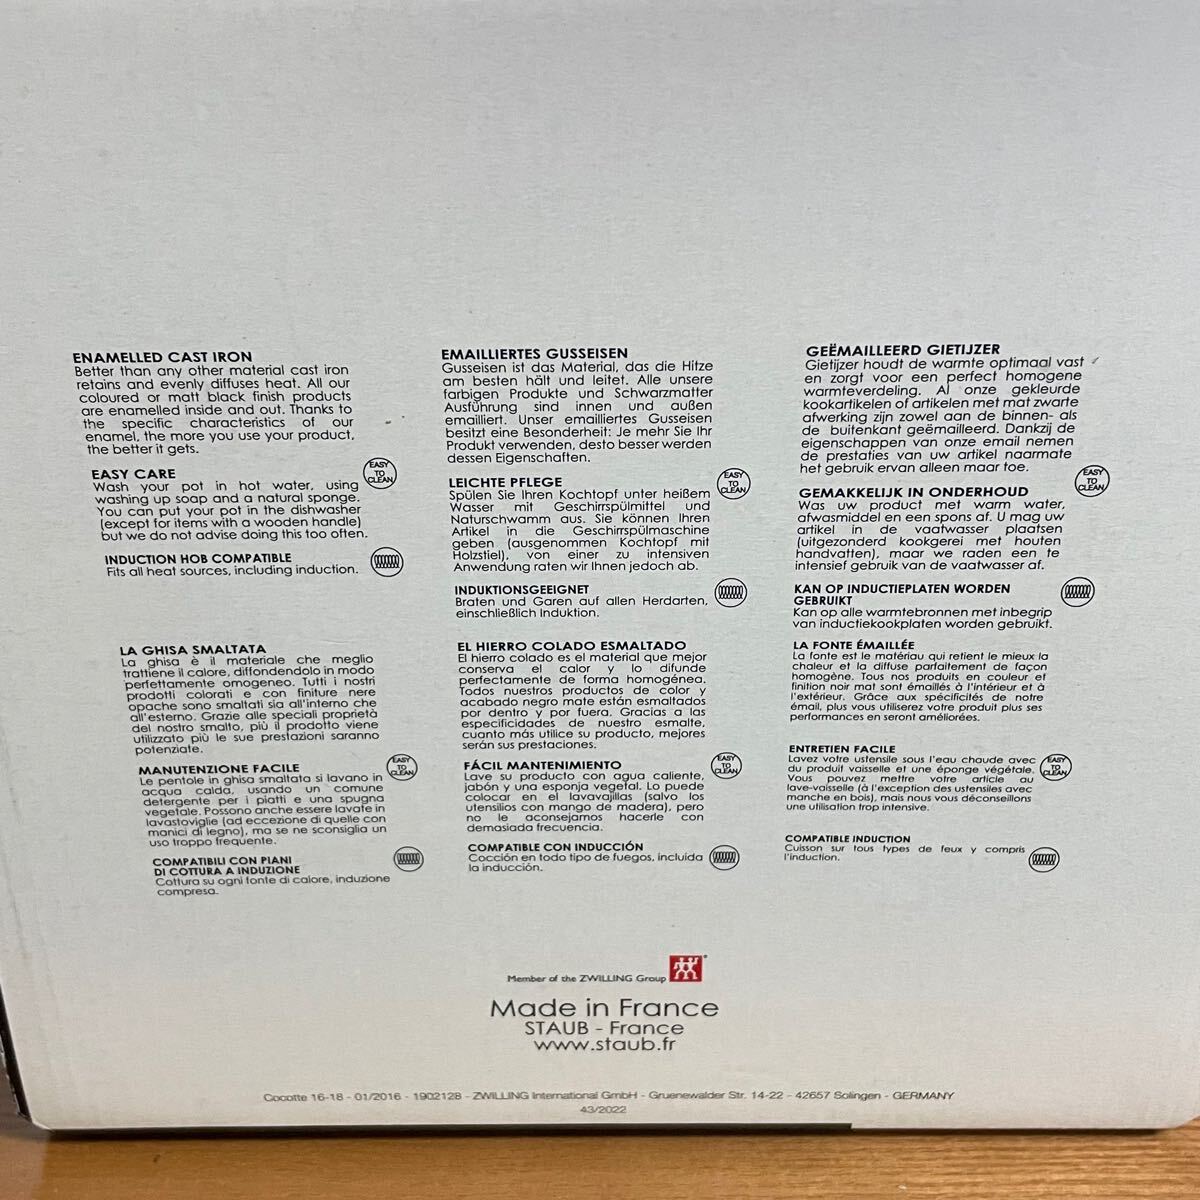 ENAMELLED CAST IRON
Better than any other material cast iron
retains and evenly diffuses heat. All our
coloured or matt black finish products
are enamelled inside and out. Thanks to
the specific characteristics of our
enamel, the more you use your product,
the better it gets.
EASY CARE
Wash your pot in hot water, using
washing up soap and a natural sponge.
You can put your pot in the dishwasher
(except for items with a wooden handle)
but we do not advise doing this too often.
EASY
TO
CLEAN
INDUCTION HOB COMPATIBLE
Fits all heat sources, including induction.
EMAILLIERTES GUSSEISEN
Gusseisen ist das Material, das die Hitze
am besten hält und leitet. Alle unsere
farbigen Produkte und Schwarzmatter
Ausführung sind innen und außen
emailliert. Unser emailliertes Gusseisen
besitzt eine Besonderheit: Je mehr Sie Ihr
Produkt verwenden, desto besser werden
dessen Eigenschaften.
LEICHTE PFLEGE
Spülen Sie Ihren Kochtopf unter heißem
Wasser mit Geschirrspülmittel und
Naturschwamm aus. Sie können Ihren
Artikel in die Geschirrspülmaschine
geben (ausgenommen Kochtopf mit
Holzstiel), von einer zu intensiven
Anwendung raten wir Ihnen jedoch ab.
EASY
TO
CLEAN
INDUKTIONSGEEIGNET
Braten und Garen auf allen Herdarten,
einschließlich Induktion.
GEËMAILLEERD GIETIJZER
Gietijzer houdt de warmte optimaal vast
en zorgt voor een perfect homogene
warmteverdeling. Al onze gekleurde
kookartikelen of artikelen met mat zwarte
afwerking zijn zowel aan de binnen- als
de buitenkant geëmailleerd. Dankzij de
eigenschappen van onze email nemen
de prestaties van uw artikel naarmate
het gebruik ervan alleen maar toe.
EASY
TO
CLEAN
GEMAKKELIJK IN ONDERHOUD
Was uw product met warm water,
afwasmiddel en een spons af. U mag uw
artikel in de vaatwasser plaatsen
(uitgezonderd kookgerei met houten
handvatten), maar we raden een te
intensief gebruik van de vaatwasser af.
KAN OP INDUCTIEPLATEN WORDEN
GEBRUIKT
Kan op alle warmtebronnen met inbegrip
van inductiekookplaten worden gebruikt.
LA GHISA SMALTATA
La ghisa è il materiale che meglio
trattiene il calore, diffondendolo in modo
perfettamente omogeneo. Tutti i nostri
prodotti colorati e con finiture nere
opache sono smaltati sia all'interno che
all'esterno. Grazie alle speciali proprietà
del nostro smalto, più il prodotto viene
utilizzato più le sue prestazioni saranno
potenziate.
MANUTENZIONE FACILE
Le pentole in ghisa smaltata si lavano in
acqua calda, usando un comune
detergente per i piatti e una spugna
vegetale. Possono anche essere lavate in
lavastoviglie (ad eccezione di quelle con
manici di legno), ma se ne sconsiglia un
uso troppo frequente.
EASY
TO
CLEAN
COMPATIBILI CON PIANI
DI COTTURA A INDUZIONE
Cottura su ogni fonte di calore, induzione
compresa.
EL HIERRO COLADO ESMALTADO
El hierro colado es el material que mejor
conserva el calor y lo difunde
perfectamente de forma homogénea.
Todos nuestros productos de color y
acabado negro mate están esmaltados
por dentro y por fuera. Gracias a las
especificidades de nuestro esmalte,
cuanto más utilice su producto, mejores
serán sus prestaciones.
FÁCIL MANTENIMIENTO
Lave su producto con agua caliente,
jabón y una esponja vegetal. Lo puede
colocar en el lavavajillas (salvo los
utensilios con mango de madera), pero
no le aconsejamos hacerle con
demasiada frecuencia.
EASY
TO
CLEAN
COMPATIBLE CON INDUCCIÓN
Cocción en todo tipo de fuegos, incluida
la inducción.
LA FONTE ÉMAILLÉE
La fonte est le matériau qui retient le mieux la
chaleur et la diffuse parfaitement de façon
homogène. Tous nos produits en couleur et
finition noir mat sont émaillés à l'intérieur et à
l'extérieur. Grâce aux spécificités de notre
émail, plus vous utiliserez votre produit plus ses
performances en seront améliorées.
ENTRETIEN FACILE
Lavez votre ustensile sous l'eau chaude avec
du produit vaisselle et une éponge végétale.
Vous pouvez mettre votre article au
lave-vaisselle (à l'exception des ustensiles avec
manche en bois), mais nous vous déconseillons
une utilisation trop intensive.
EASY
TO
CLEAN
COMPATIBLE INDUCTION
Cuisson sur tous types de feux y compris
l'induction.
Member of the ZWILLING Group
Made in France
STAUB - France
www.staub.fr
Cocotte 16-18 - 01/2016 - 1902128 - ZWILLING International GmbH - Gruenewalder Str. 14-22 - 42657 Solingen - GERMANY
43/2022